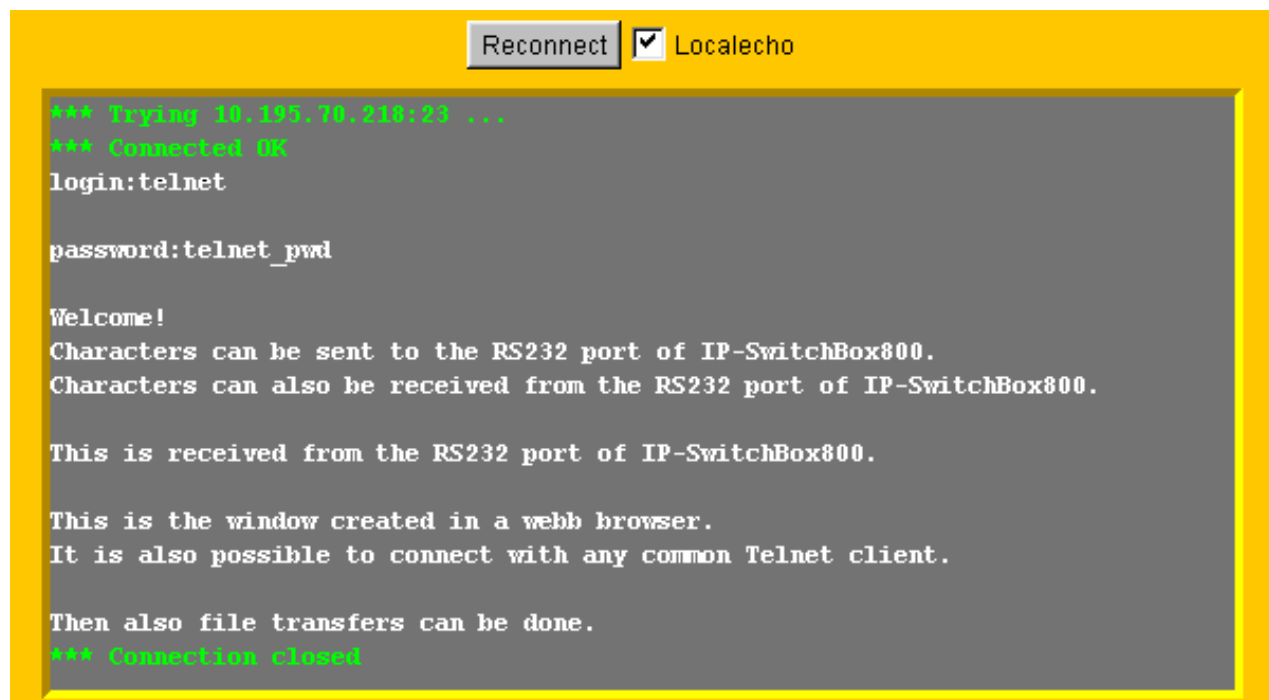 Reconnect Localecho
*** Trying 10.195.70.218:23 ...
*** Connected OK
login:telnet
password:telnet_pwd
Welcome!
Characters can be sent to the RS232 port of IP-SwitchBox800.
Characters can also be received from the RS232 port of IP-SwitchBox800.
This is received from the RS232 port of IP-SwitchBox800.
This is the window created in a webb browser.
It is also possible to connect with any common Telnet client.
Then also file transfers can be done.
*** Connection closed